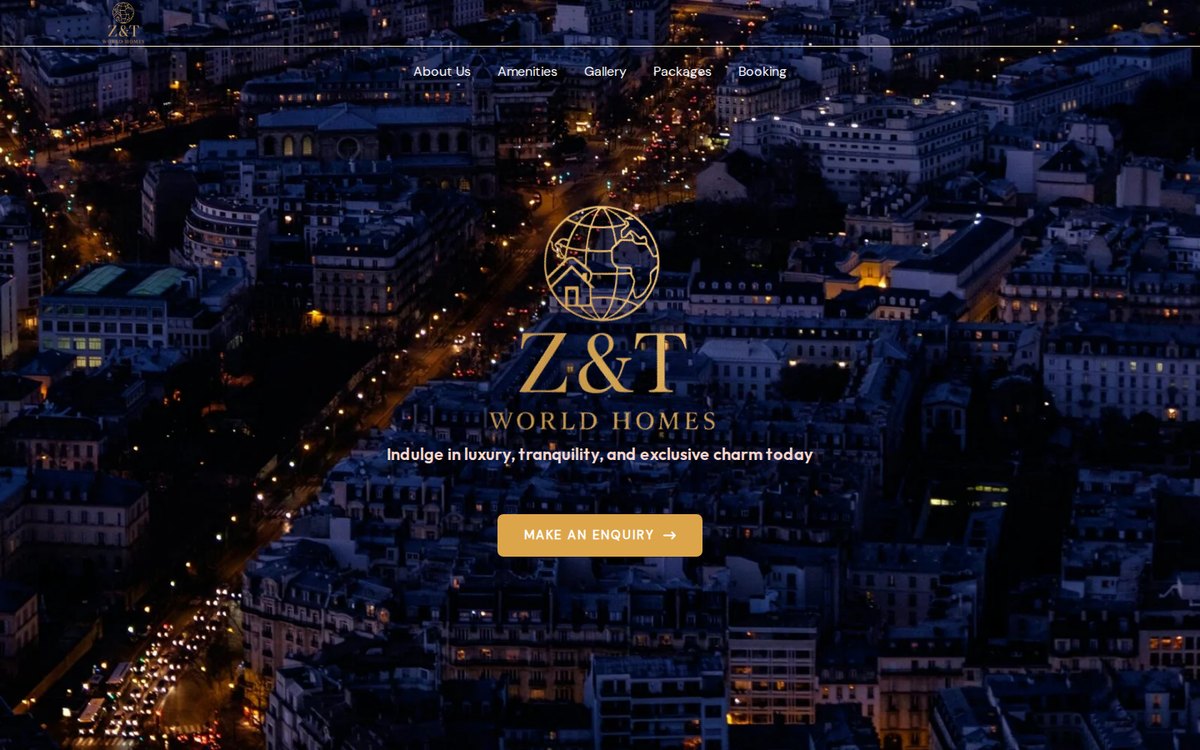 Z&T
WORLD HOMES
About Us
Amenities
Gallery
Packages
Booking
Z&T
WORLD HOMES
Indulge in luxury, tranquility, and exclusive charm today
MAKE AN ENQUIRY →